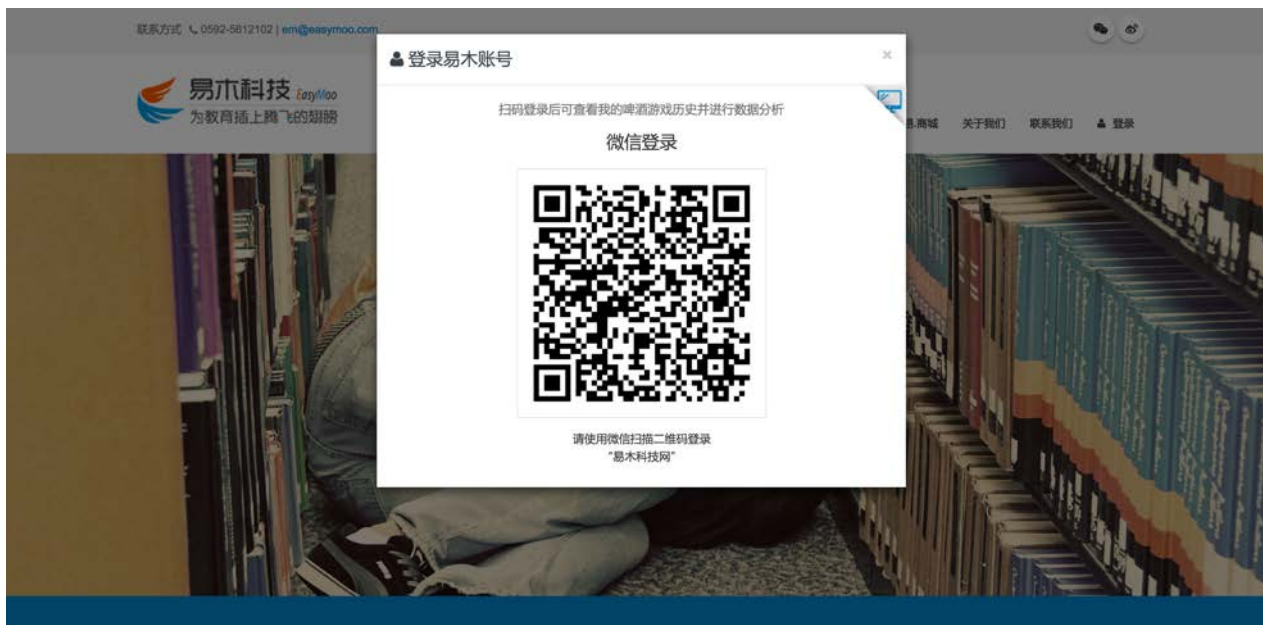 联系方式 0592-5812102 | em@easymoo.com
登录易木账号
×
易木科技 EasyMoo
为教育插上腾飞的翅膀
扫码登录后可查看我的啤酒游戏历史并进行数据分析
商城 关于我们 联系我们 登录
微信登录
请使用微信扫描二维码登录
“易木科技网”